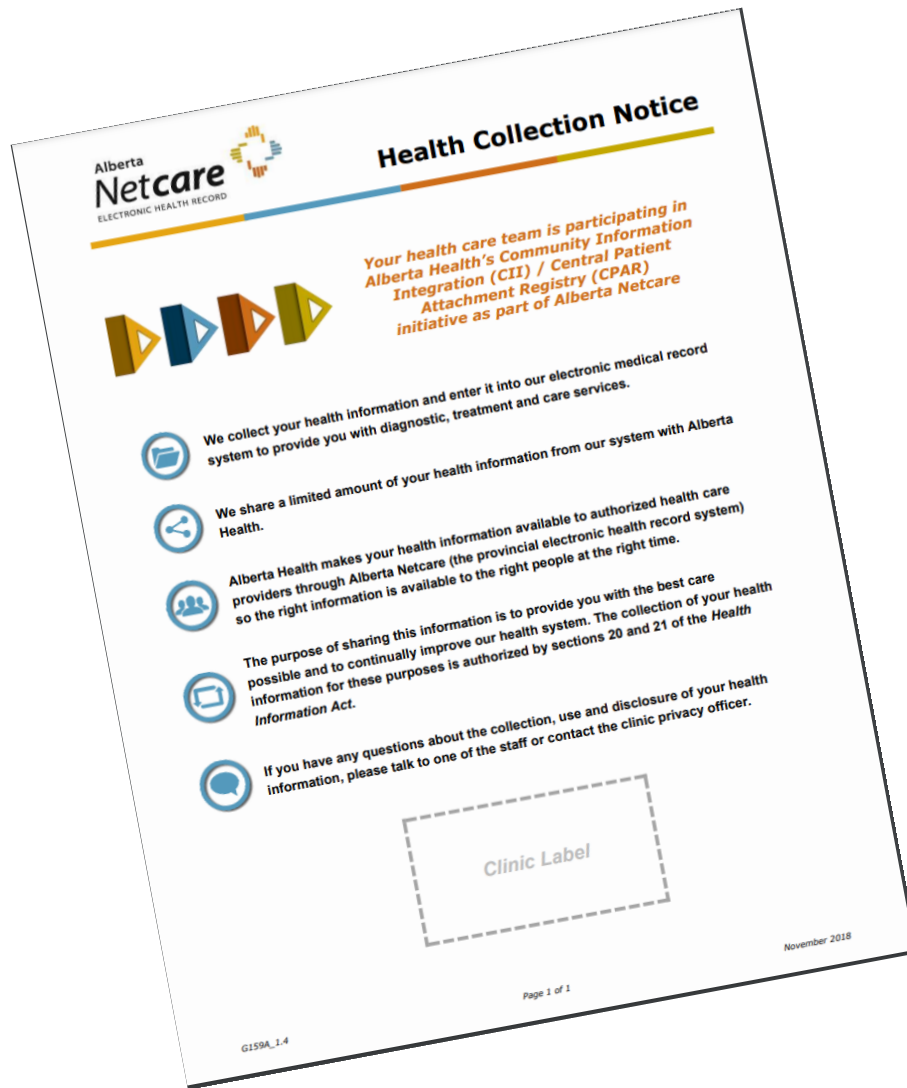 Alberta
Netcare
ELECTRONIC HEALTH RECORD
Health Collection Notice
Your health care team is participating in
Alberta Health's Community Information
Integration (CII) / Central Patient
Attachment Registry (CPAR)
initiative as part of Alberta Netcare
We collect your health information and enter it into our electronic medical record
system to provide you with diagnostic, treatment and care services.
We share a limited amount of your health information from our system with Alberta
Health.
Alberta Health makes your health information available to authorized health care
providers through Alberta Netcare (the provincial electronic health record system)
so the right information is available to the right people at the right time.
The purpose of sharing this information is to provide you with the best care
possible and to continually improve our health system. The collection of your health
information for these purposes is authorized by sections 20 and 21 of the Health
Information Act.
If you have any questions about the collection, use and disclosure of your health
information, please talk to one of the staff or contact the clinic privacy officer.
Clinic Label
G159A_1.4
Page 1 of 1
November 2018